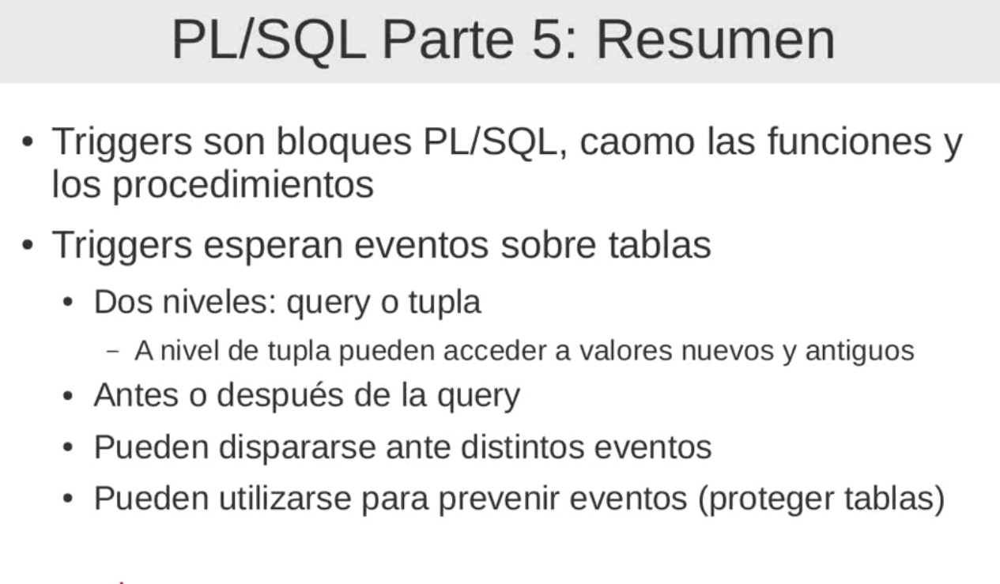 PL/SQL Parte 5: Resumen
• Triggers son bloques PL/SQL, caomo las funciones y
los procedimientos
• Triggers esperan eventos sobre tablas
• Dos niveles: query o tupla
– A nivel de tupla pueden acceder a valores nuevos y antiguos
• Antes o después de la query
• Pueden dispararse ante distintos eventos
• Pueden utilizarse para prevenir eventos (proteger tablas)